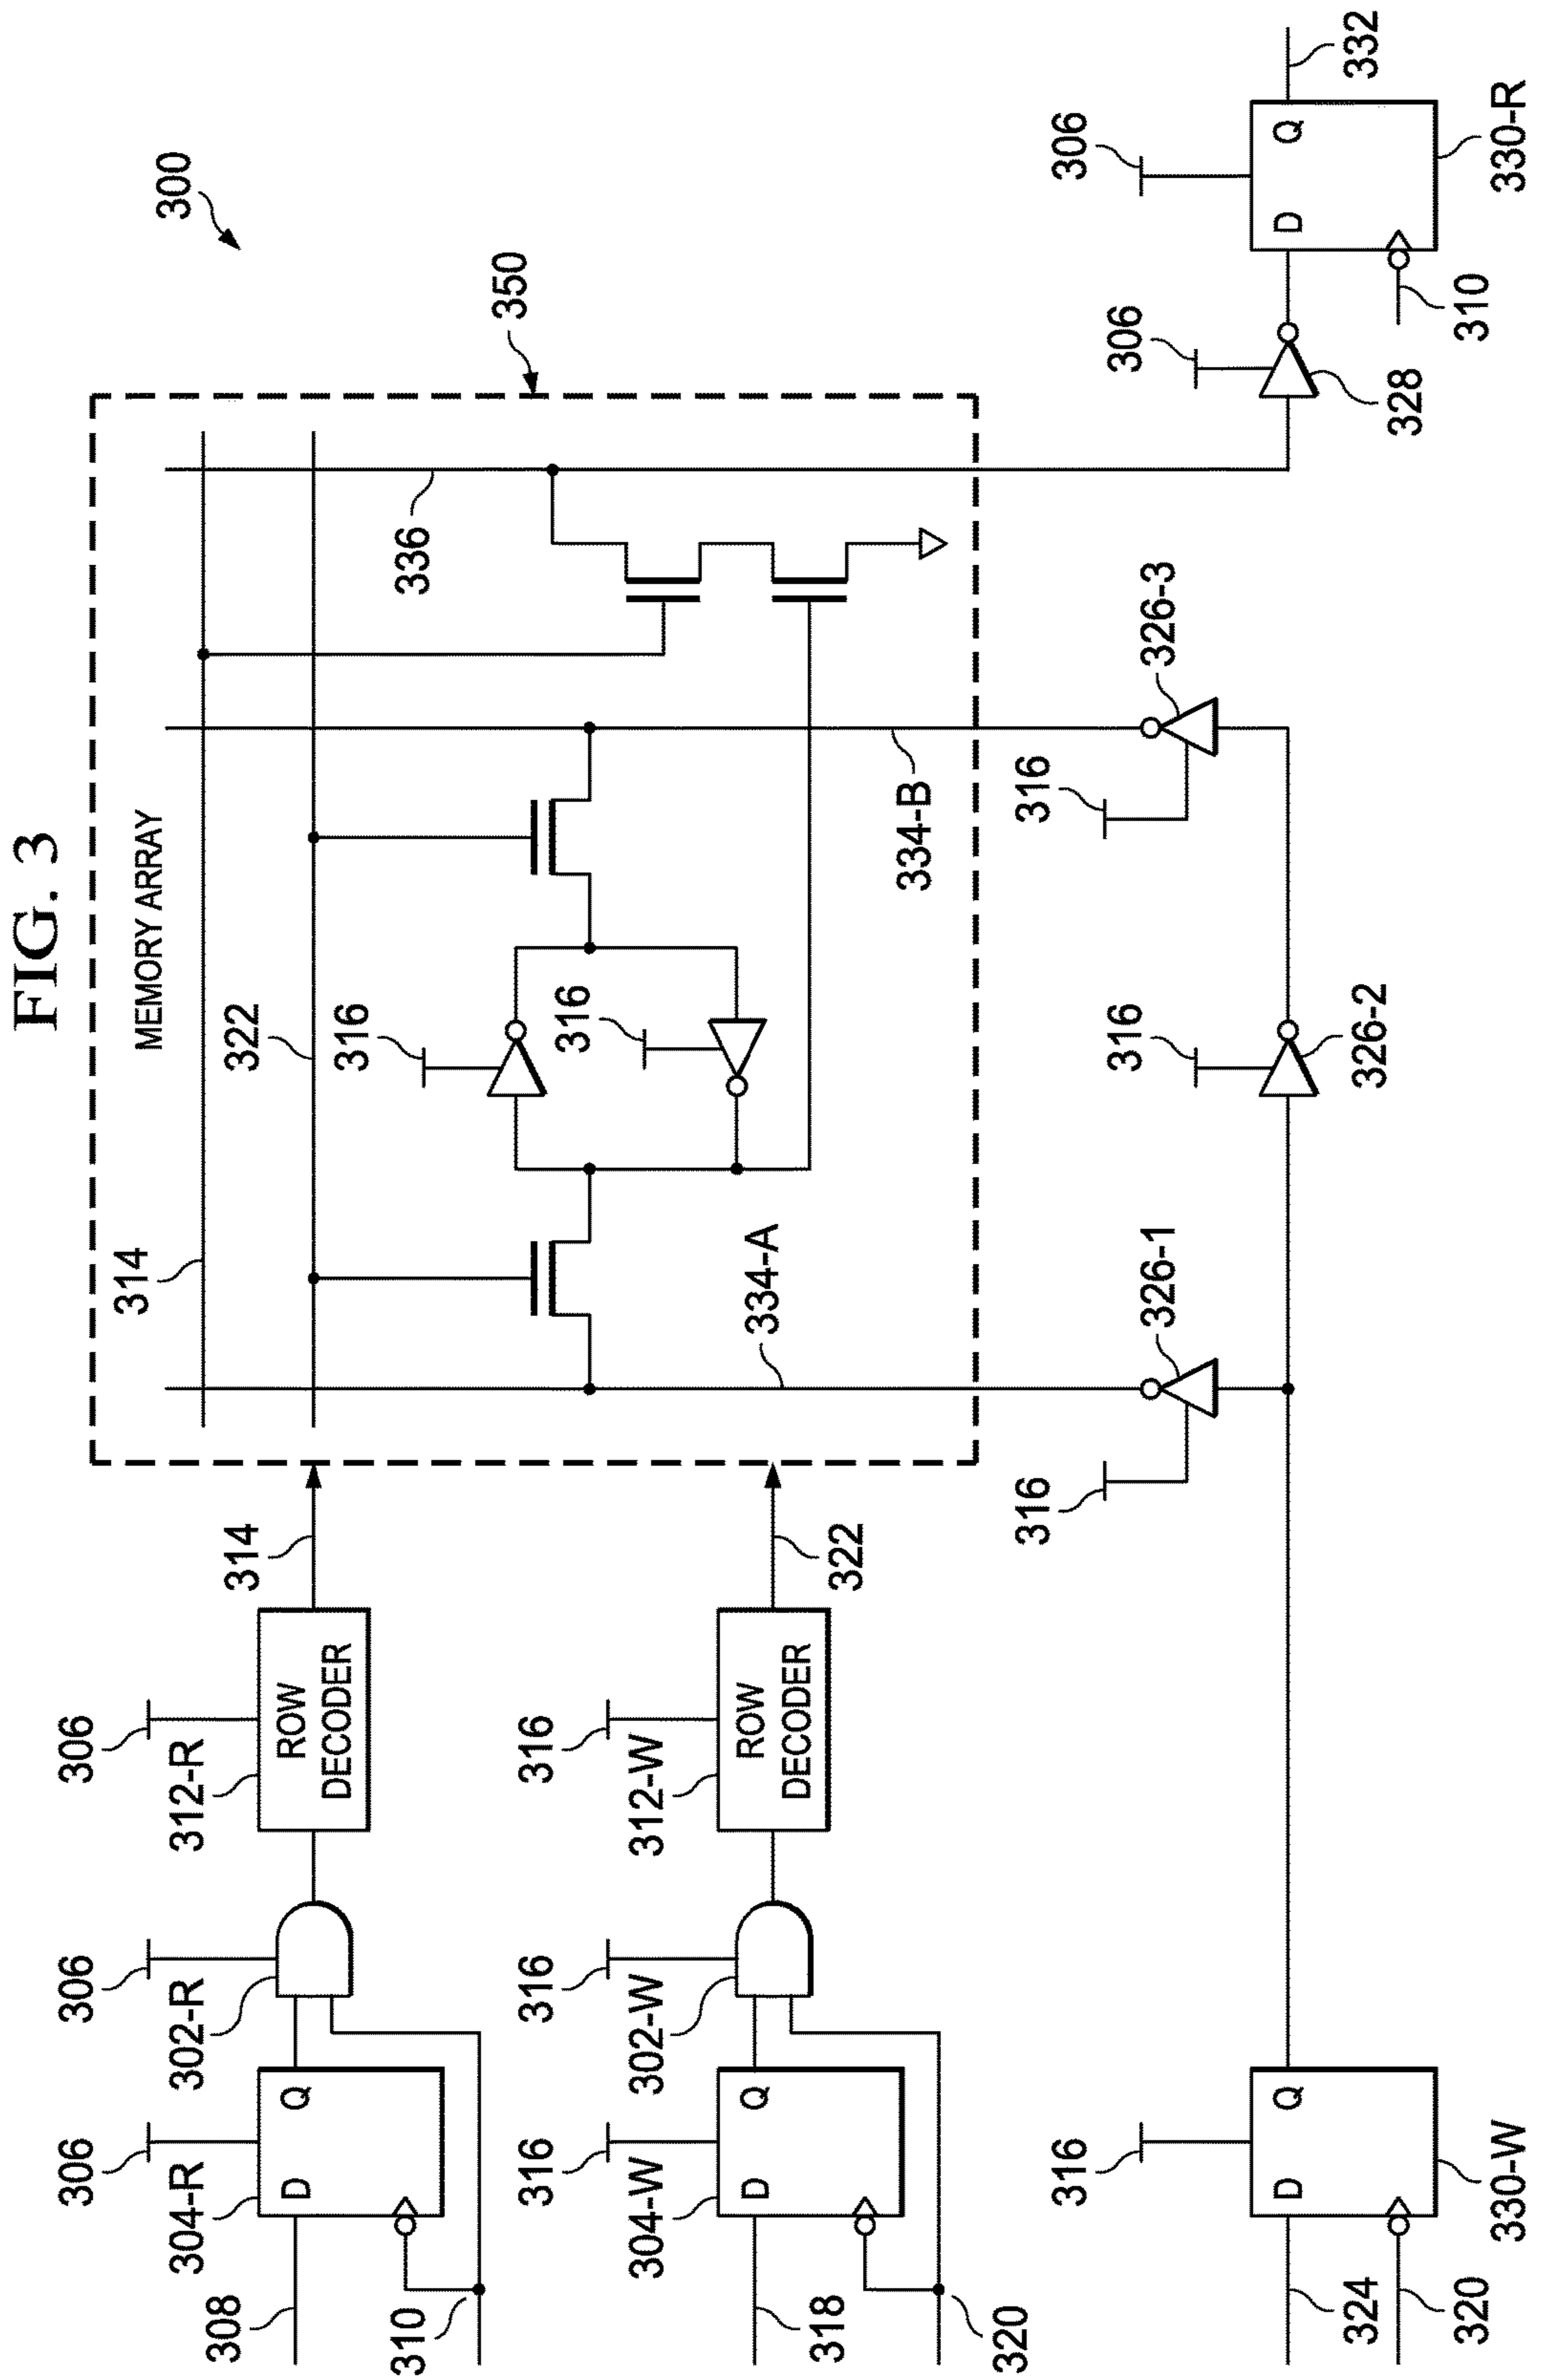 FIG. 3
300
MEMORY ARRAY
350
314
322
316
316
336
334-A
334-B
306
304-R
D
Q
308
310
306
302-R
306
312-R
ROW
DECODER
314
316
304-W
D
Q
318
320
316
302-W
316
312-W
ROW
DECODER
322
316
326-1
316
326-2
316
326-3
316
330-W
D
Q
324
320
306
328
306
330-R
D
Q
310
332